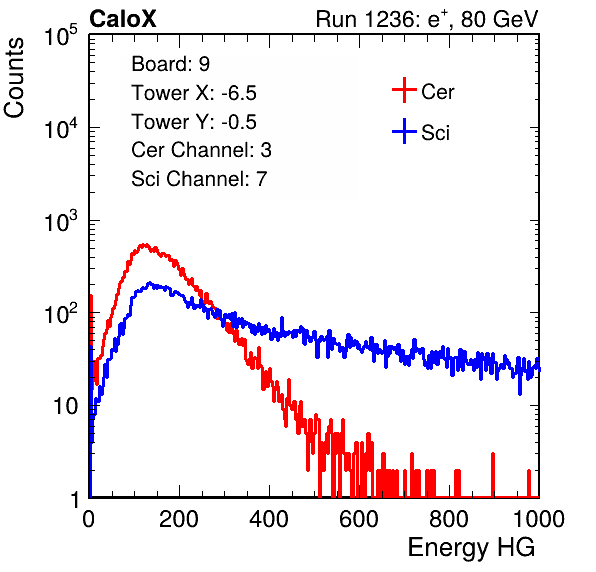 CaloX Run 1236: e⁺, 80 GeV
Counts
10⁵
10⁴
10³
10²
10
1
Board: 9
Tower X: -6.5
Tower Y: -0.5
Cer Channel: 3
Sci Channel: 7
Cer
Sci
0 200 400 600 800 1000
Energy HG